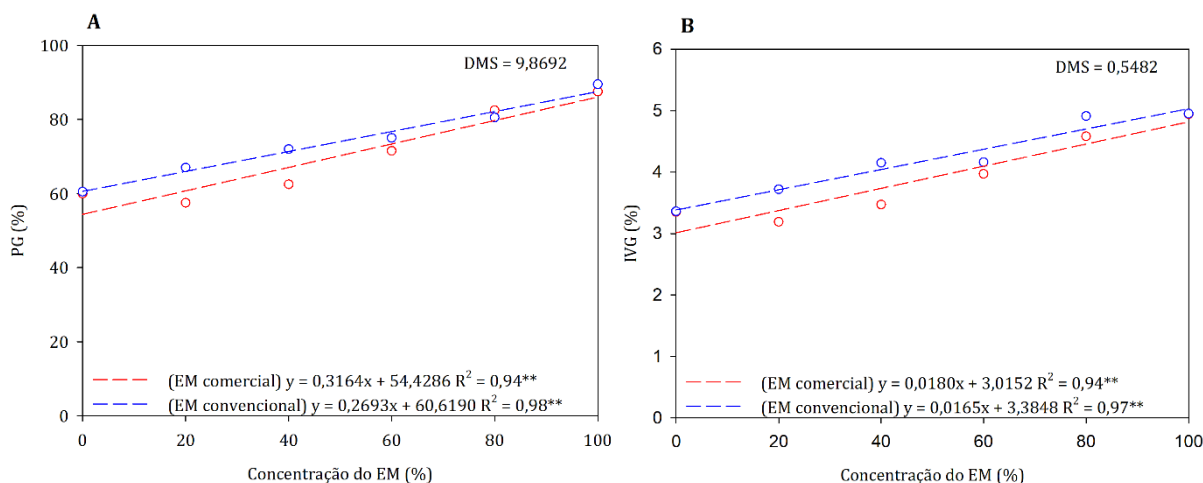 A
DMS = 9,8692
100
80
60
40
20
0
PG (%)
(EM comercial) y = 0,3164x + 54,4286 R² = 0,94**
(EM convencional) y = 0,2693x + 60,6190 R² = 0,98**
0 20 40 60 80 100
Concentração do EM (%)
B
DMS = 0,5482
6
5
4
3
2
1
0
IVG (%)
(EM comercial) y = 0,0180x + 3,0152 R² = 0,94**
(EM convencional) y = 0,0165x + 3,3848 R² = 0,97**
0 20 40 60 80 100
Concentração do EM (%)